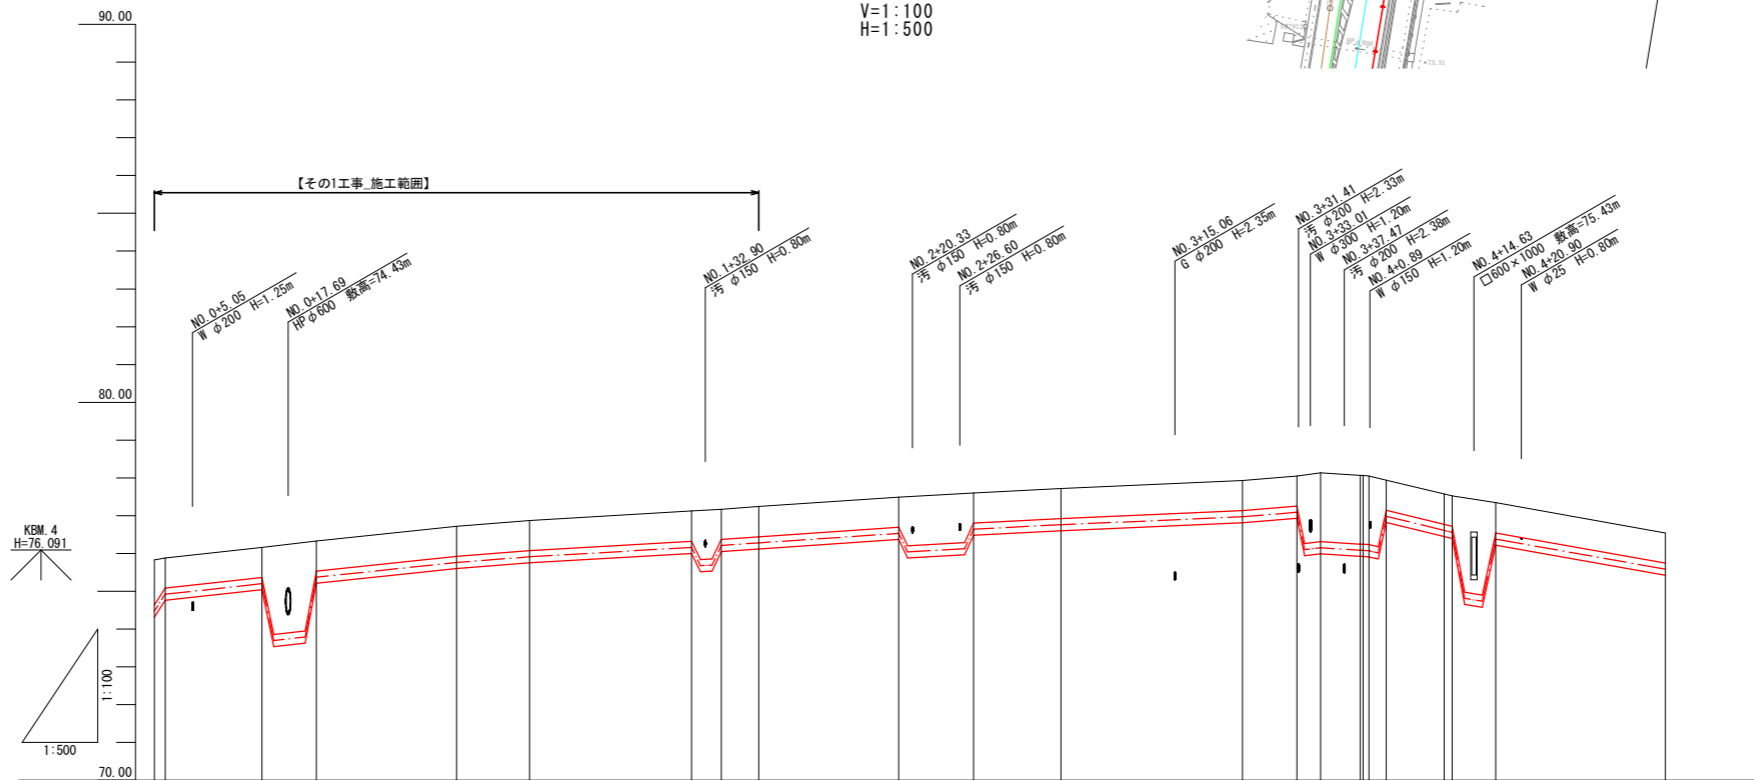 90.00
V=1:100
H=1:500
73.31
【その1工事_施工範囲】
NO.0+5.05
W φ200 H=1.25m
NO.0+17.69
HPφ600 敷高=74.43m
NO.1+32.90
汚 φ150 H=0.80m
NO.2+20.33
汚 φ150 H=0.80m
NO.2+26.60
汚 φ150 H=0.80m
NO.3+15.06
G φ200 H=2.35m
NO.3+31.41
汚 φ200 H=2.33m
NO.3+33.01
W φ300 H=1.20m
NO.3+37.47
汚 φ200 H=2.38m
NO.4+0.89
W φ150 H=1.20m
NO.4+14.63
□600×1000 敷高=75.43m
NO.4+20.90
W φ25 H=0.80m
80.00
KBM.4
H=76.091
1:100
1:500
70.00